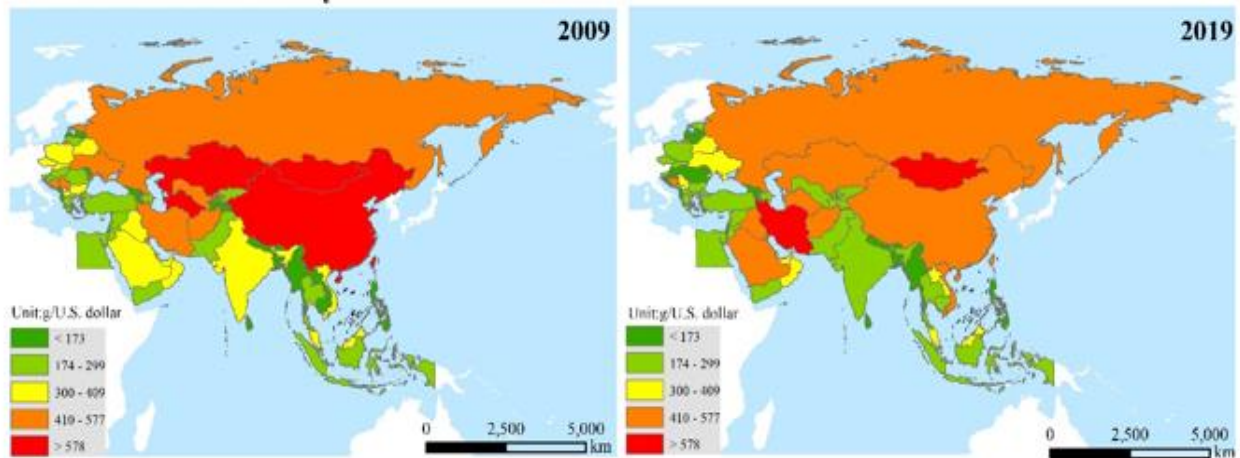 2009
Unit:g/U.S. dollar
< 173
174 - 299
300 - 409
410 - 577
> 578
0 2,500 5,000
km
2019
Unit:g/U.S. dollar
< 173
174 - 299
300 - 409
410 - 577
> 578
0 2,500 5,000
km